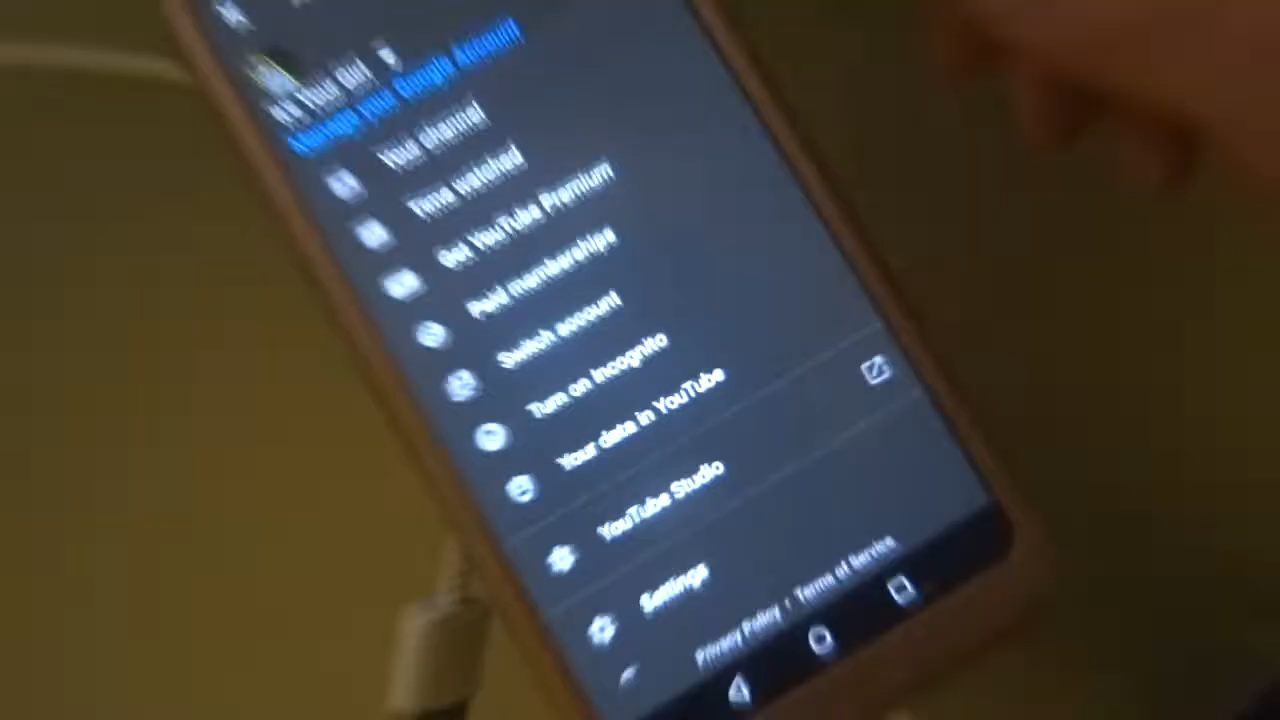 Manage your Google Account
Your channel
Time watched
Get YouTube Premium
Paid memberships
Switch account
Turn on Incognito
Your data in YouTube
YouTube Studio
Settings
Privacy Policy • Terms of Service